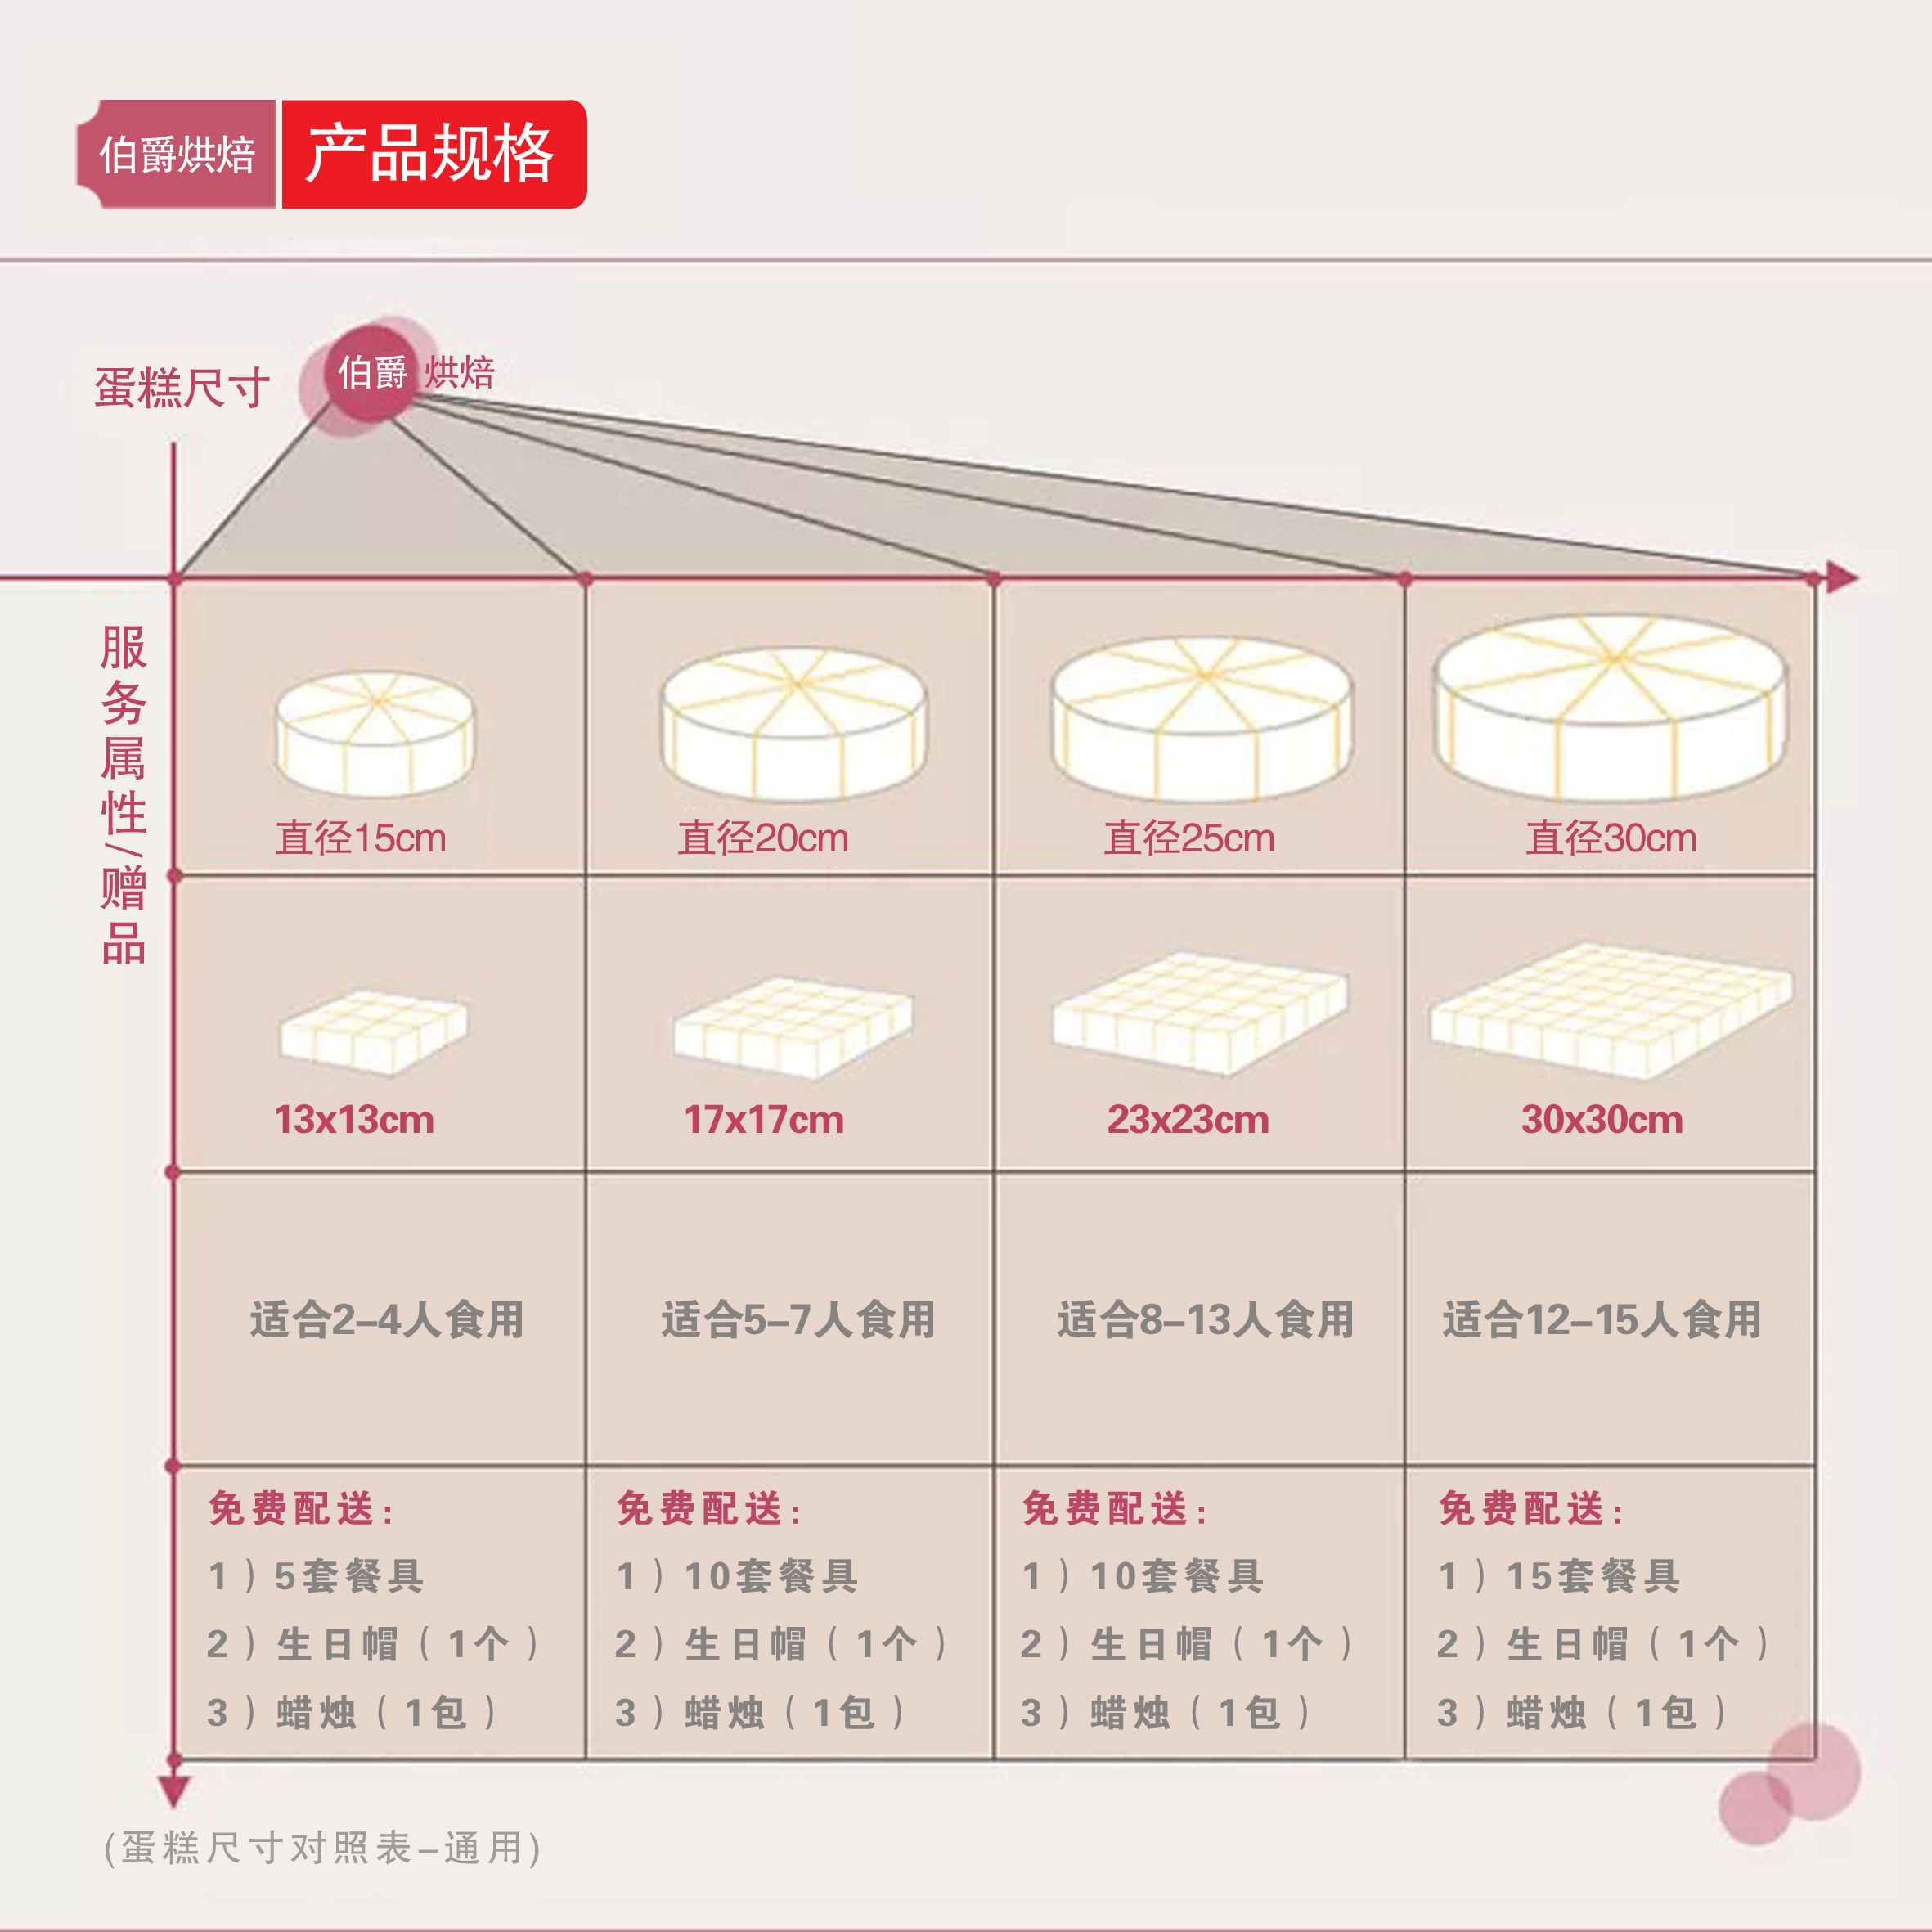 伯爵烘焙 产品规格
蛋糕尺寸
伯爵 烘焙
服务属性/赠品
直径15cm 直径20cm 直径25cm 直径30cm
13x13cm 17x17cm 23x23cm 30x30cm
适合2–4人食用 适合5–7人食用 适合8–13人食用 适合12–15人食用
免费配送: 免费配送: 免费配送: 免费配送:
1）5套餐具 1）10套餐具 1）10套餐具 1）15套餐具
2）生日帽（1个） 2）生日帽（1个） 2）生日帽（1个） 2）生日帽（1个）
3）蜡烛（1包） 3）蜡烛（1包） 3）蜡烛（1包） 3）蜡烛（1包）
(蛋糕尺寸对照表–通用)